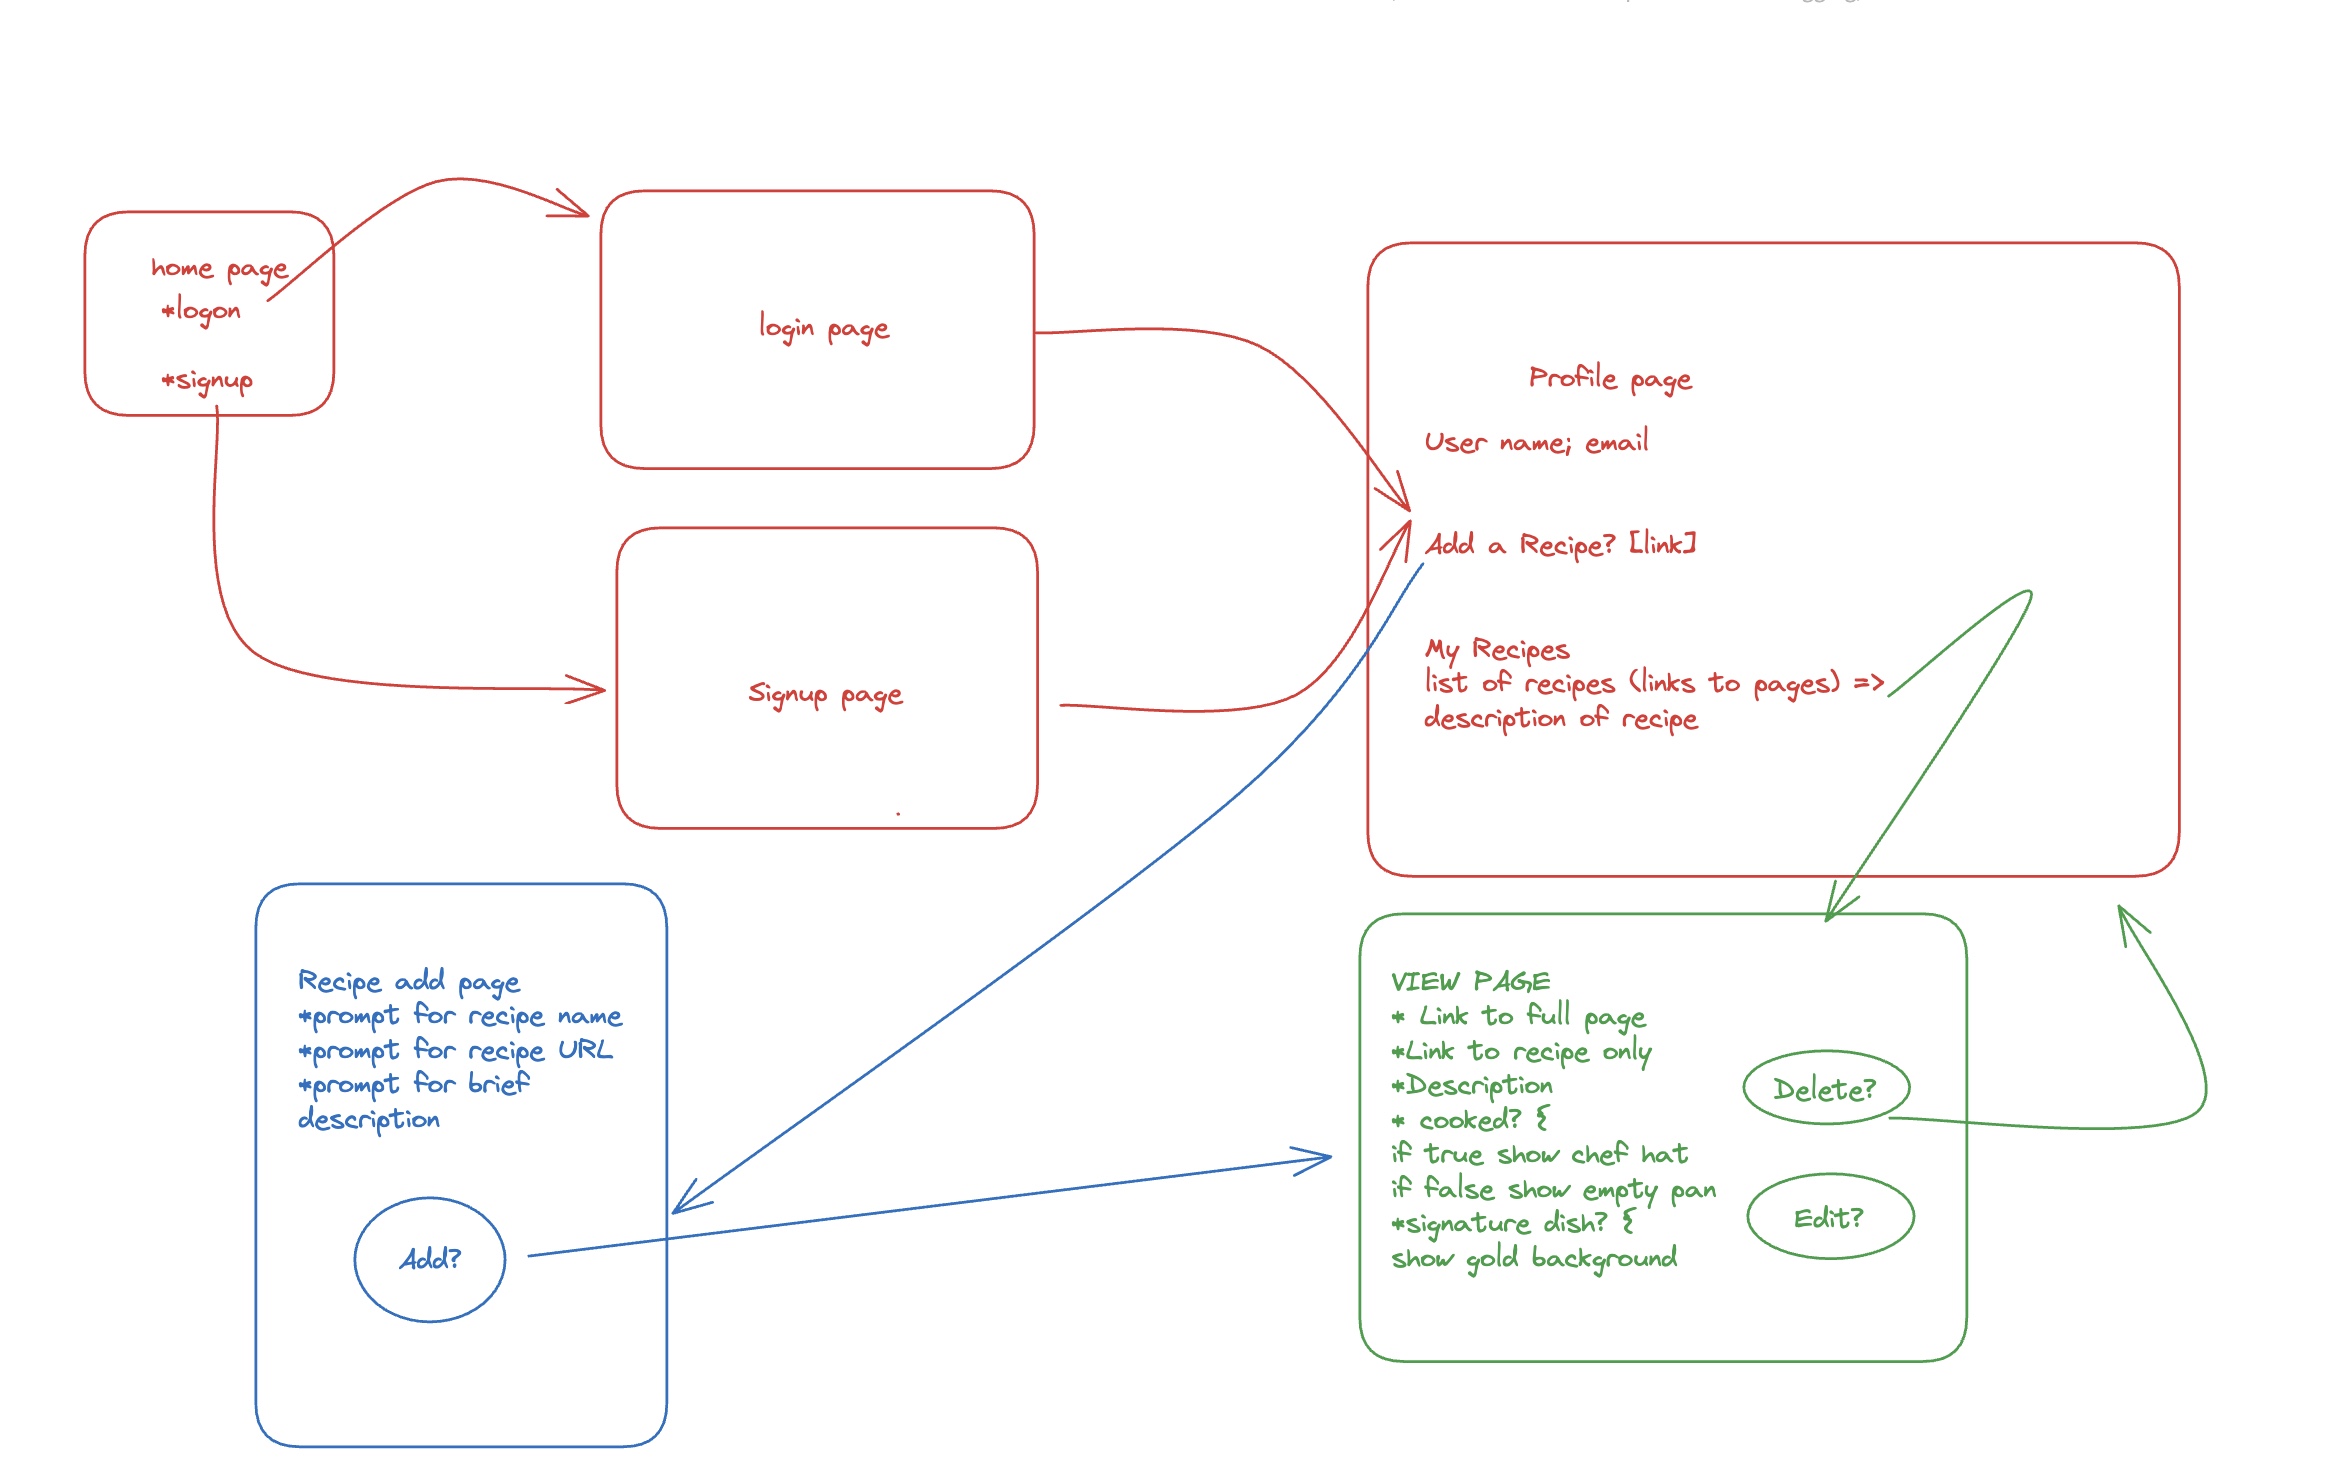 home page
*logon
*signup
login page
Signup page
Profile page
User name; email
Add a Recipe? [link]
My Recipes
list of recipes (links to pages) =>
description of recipe
Recipe add page
*prompt for recipe name
*prompt for recipe URL
*prompt for brief
description
Add?
VIEW PAGE
* Link to full page
*Link to recipe only
*Description
* cooked? {
if true show chef hat
if false show empty pan
*signature dish? {
show gold background
Delete?
Edit?